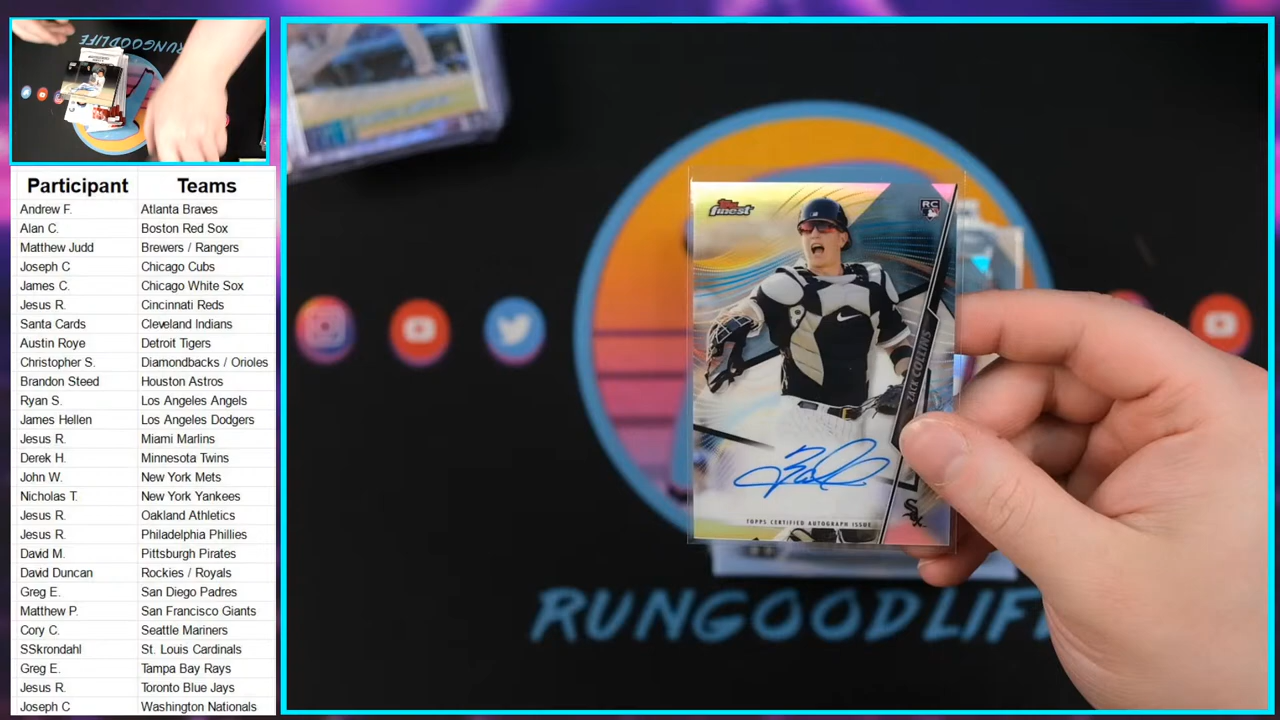 RUNGOODLIFE
Participant Teams
Andrew F. Atlanta Braves
Alan C. Boston Red Sox
Matthew Judd Brewers / Rangers
Joseph C Chicago Cubs
James C. Chicago White Sox
Jesus R. Cincinnati Reds
Santa Cards Cleveland Indians
Austin Roye Detroit Tigers
Christopher S. Diamondbacks / Orioles
Brandon Steed Houston Astros
Ryan S. Los Angeles Angels
James Hellen Los Angeles Dodgers
Jesus R. Miami Marlins
Derek H. Minnesota Twins
John W. New York Mets
Nicholas T. New York Yankees
Jesus R. Oakland Athletics
Jesus R. Philadelphia Phillies
David M. Pittsburgh Pirates
David Duncan Rockies / Royals
Greg E. San Diego Padres
Matthew P. San Francisco Giants
Cory C. Seattle Mariners
SSkrondahl St. Louis Cardinals
Greg E. Tampa Bay Rays
Jesus R. Toronto Blue Jays
Joseph C Washington Nationals
Topps
finest
RC
ZACK COLLINS
SOX
TOPPS CERTIFIED AUTOGRAPH ISSUE
RUNGOODLIF